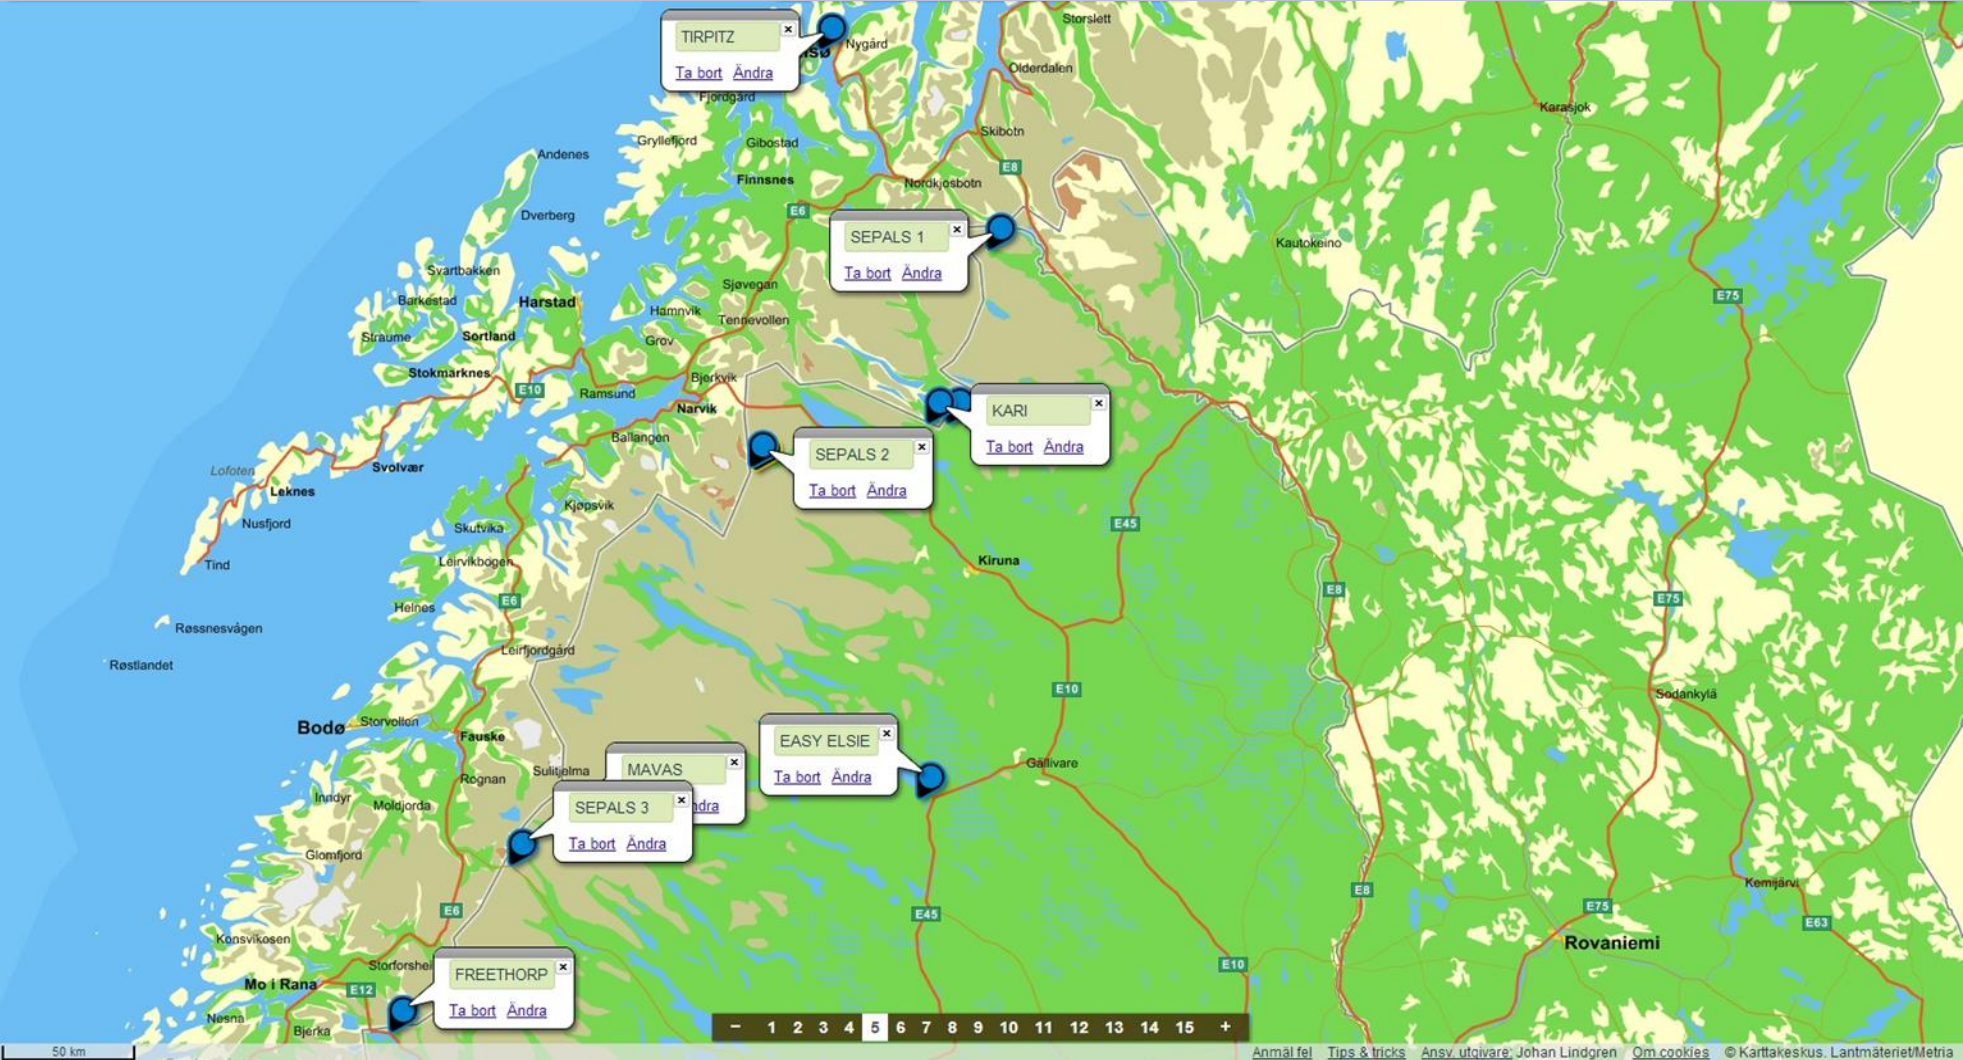 Storslett
TIRPITZ
Nygård
Ta bort Ändra
Olderdalen
Fjordgård
Karasjok
Skibotn
Gryllefjord
Gibostad
Andenes
E8
Finnsnes
Nordkjosbotn
E6
Dverberg
SEPALS 1
Kautokeino
Ta bort Ändra
Svartbakken
Sjøvegan
E75
Barkestad
Harstad
Hamnvik
Tennevollen
Straume
Sortland
Grov
Stokmarknes
Bjerkvik
E10
Ramsund
Narvik
KARI
Ta bort Ändra
Ballangen
SEPALS 2
Ta bort Ändra
Lofoten
Svolvær
Leknes
Kjøpsvik
Nusfjord
Skutvika
E45
Tind
Leirvikbogen
Kiruna
E8
E6
Helnes
E75
Røssnesvågen
Leirfjordgård
Røstlandet
E10
Sodankylä
Bodø
Storvollen
Fauske
EASY ELSIE
Ta bort Ändra
Gällivare
Sulitjelma
MAVAS
ndra
Rognan
Inndyr
Moldjorda
SEPALS 3
Ta bort Ändra
Glomfjord
Kemijärvi
E8
E75
E6
E45
E63
Konsvikosen
Rovaniemi
Storforshei
FREETHORP
Ta bort Ändra
E10
Mo i Rana
E12
Nesna
Bjerka
− 1 2 3 4 5 6 7 8 9 10 11 12 13 14 15 +
50 km
Anmäl fel Tips & tricks Ansv. utgivare: Johan Lindgren Om cookies © Karttakeskus, Lantmäteriet/Metria